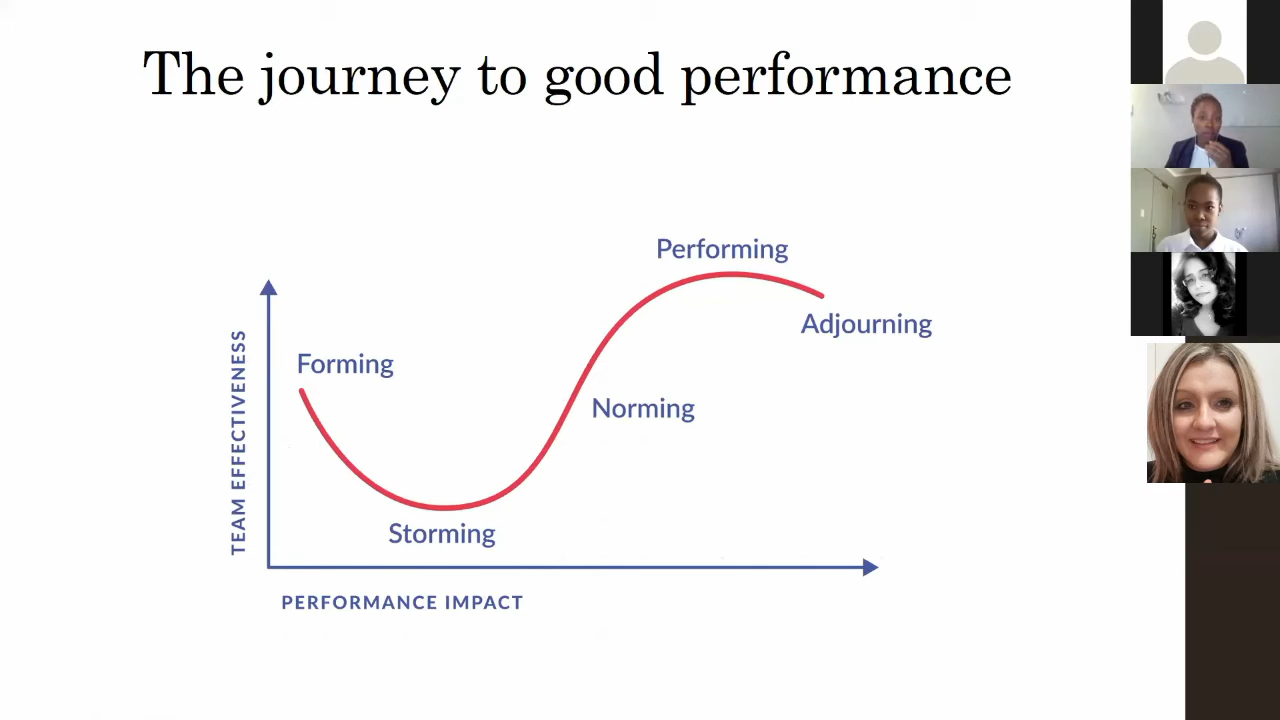 The journey to good performance
Performing
Adjourning
Forming
Norming
Storming
TEAM EFFECTIVENESS
PERFORMANCE IMPACT